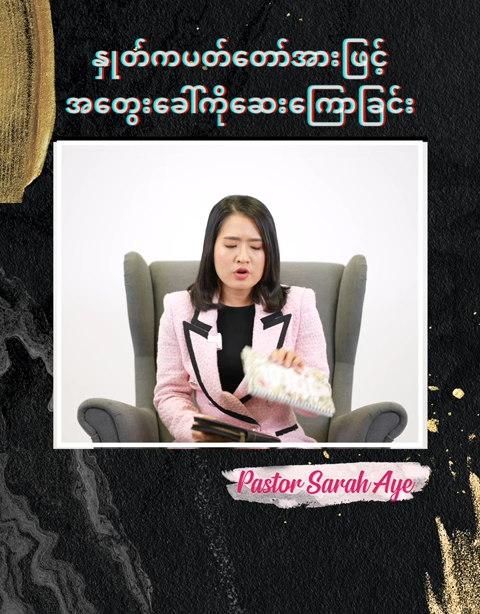 နှုတ်ကပတ်တော်အားဖြင့်
အတွေးခေါ်ကိုဆေးကြောခြင်း
Pastor Sarah Aye